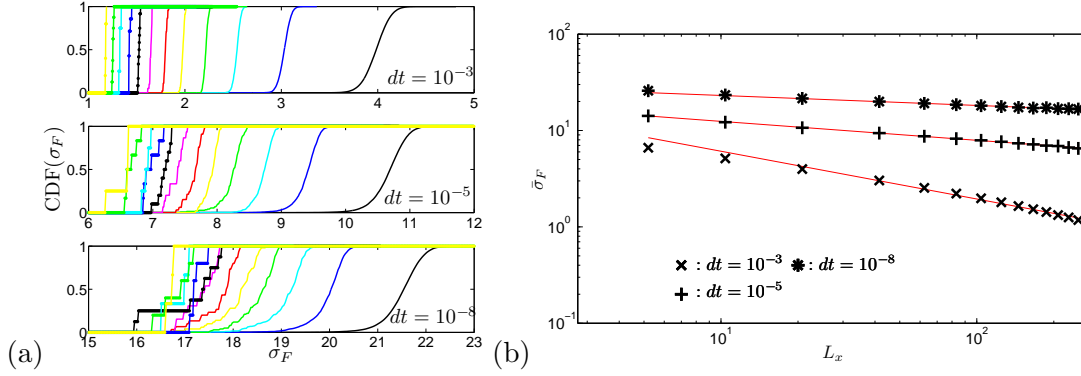 1
0.5
0
dt = 10^{-3}
1 2 3 4 5
1
0.5
0
dt = 10^{-5}
6 7 8 9 10 11 12
1
0.5
0
dt = 10^{-8}
15 16 17 18 19 20 21 22 23
CDF(σ_F)
σ_F
(a)
10^2
10^1
10^0
10^{-1}
σ̄_F
× : dt = 10^{-3} ∗ : dt = 10^{-8}
+ : dt = 10^{-5}
10^1 10^2
L_x
(b)